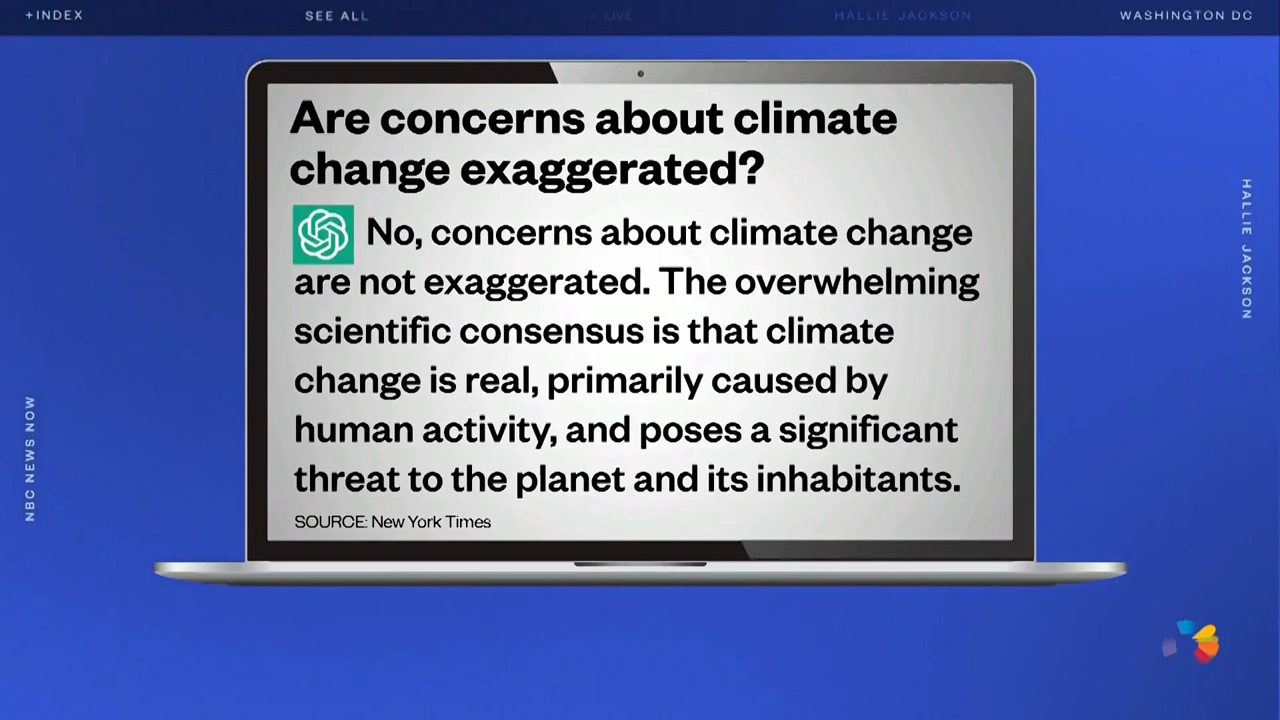 +INDEX
SEE ALL
LIVE
HALLIE JACKSON
WASHINGTON DC
Are concerns about climate
change exaggerated?
No, concerns about climate change
are not exaggerated. The overwhelming
scientific consensus is that climate
change is real, primarily caused by
human activity, and poses a significant
threat to the planet and its inhabitants.
SOURCE: New York Times
HALLIE JACKSON
NBC NEWS NOW